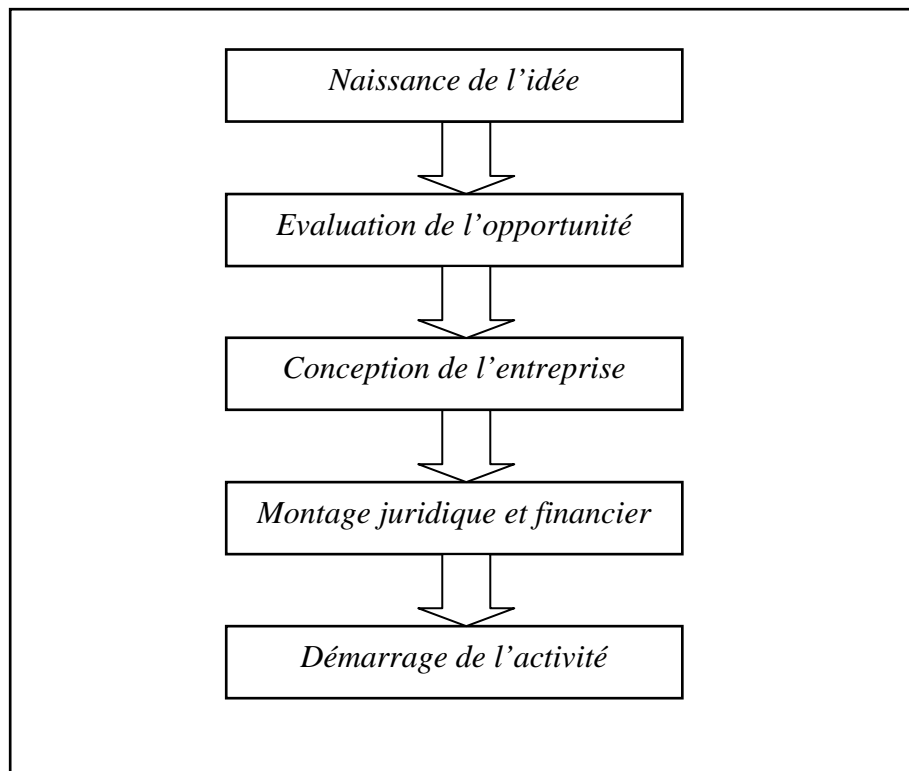 Naissance de l’idée
Evaluation de l’opportunité
Conception de l’entreprise
Montage juridique et financier
Démarrage de l’activité